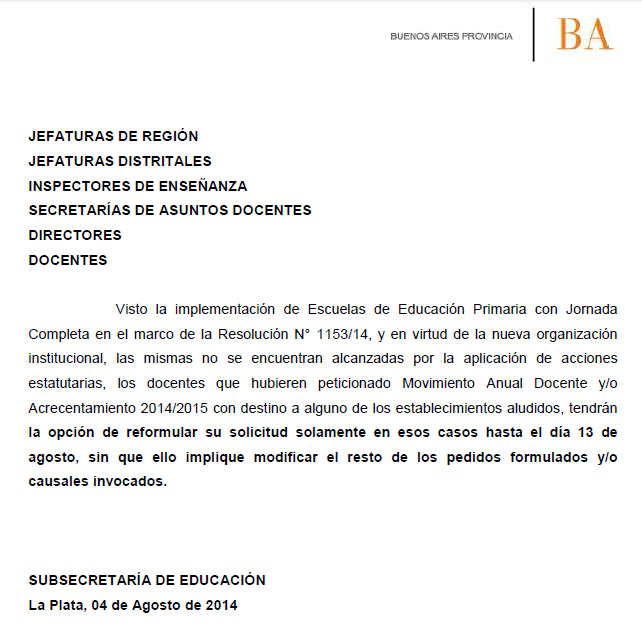 BUENOS AIRES PROVINCIA
BA
JEFATURAS DE REGIÓN
JEFATURAS DISTRITALES
INSPECTORES DE ENSEÑANZA
SECRETARÍAS DE ASUNTOS DOCENTES
DIRECTORES
DOCENTES
Visto la implementación de Escuelas de Educación Primaria con Jornada
Completa en el marco de la Resolución N° 1153/14, y en virtud de la nueva organización
institucional, las mismas no se encuentran alcanzadas por la aplicación de acciones
estatutarias, los docentes que hubieren peticionado Movimiento Anual Docente y/o
Acrecentamiento 2014/2015 con destino a alguno de los establecimientos aludidos, tendrán
la opción de reformular su solicitud solamente en esos casos hasta el día 13 de
agosto, sin que ello implique modificar el resto de los pedidos formulados y/o
causales invocados.
SUBSECRETARÍA DE EDUCACIÓN
La Plata, 04 de Agosto de 2014